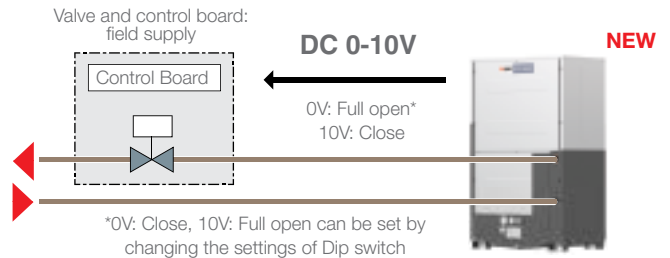 Valve and control board:
field supply
DC 0-10V
NEW
Control Board
0V: Full open*
10V: Close
*0V: Close, 10V: Full open can be set by
changing the settings of Dip switch